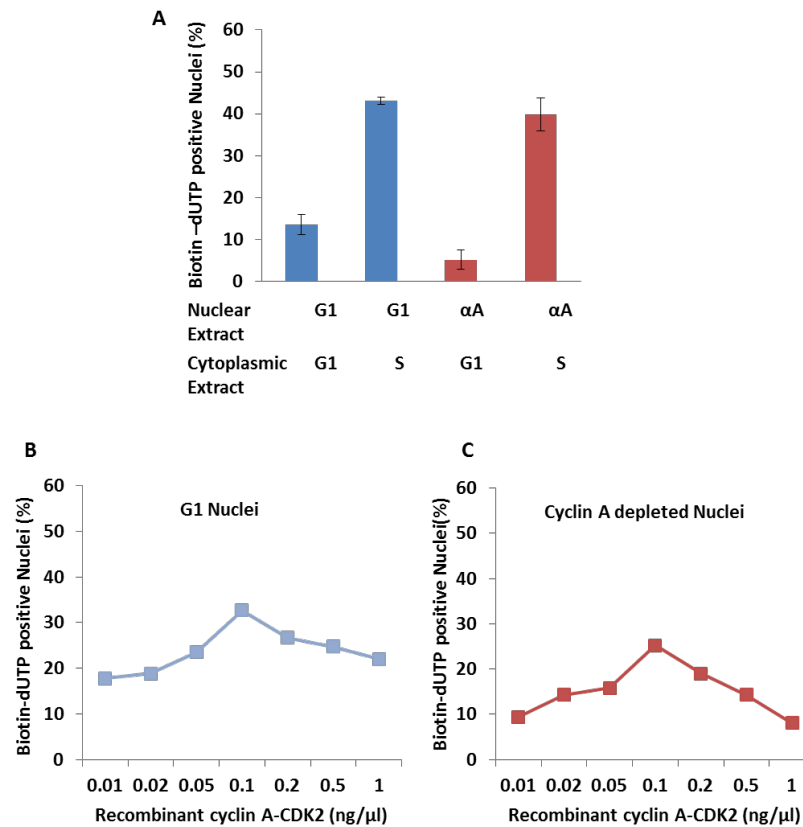 A
Biotin –dUTP positive Nuclei (%)
60
50
40
30
20
10
0
Nuclear Extract G1 G1 αA αA
Cytoplasmic Extract G1 S G1 S
B
Biotin-dUTP positive Nuclei (%)
60
50
40
30
20
10
0
G1 Nuclei
0.01 0.02 0.05 0.1 0.2 0.5 1
Recombinant cyclin A-CDK2 (ng/µl)
C
Biotin-dUTP positive Nuclei(%)
60
50
40
30
20
10
0
Cyclin A depleted Nuclei
0.01 0.02 0.05 0.1 0.2 0.5 1
Recombinant cyclin A-CDK2 (ng/µl)